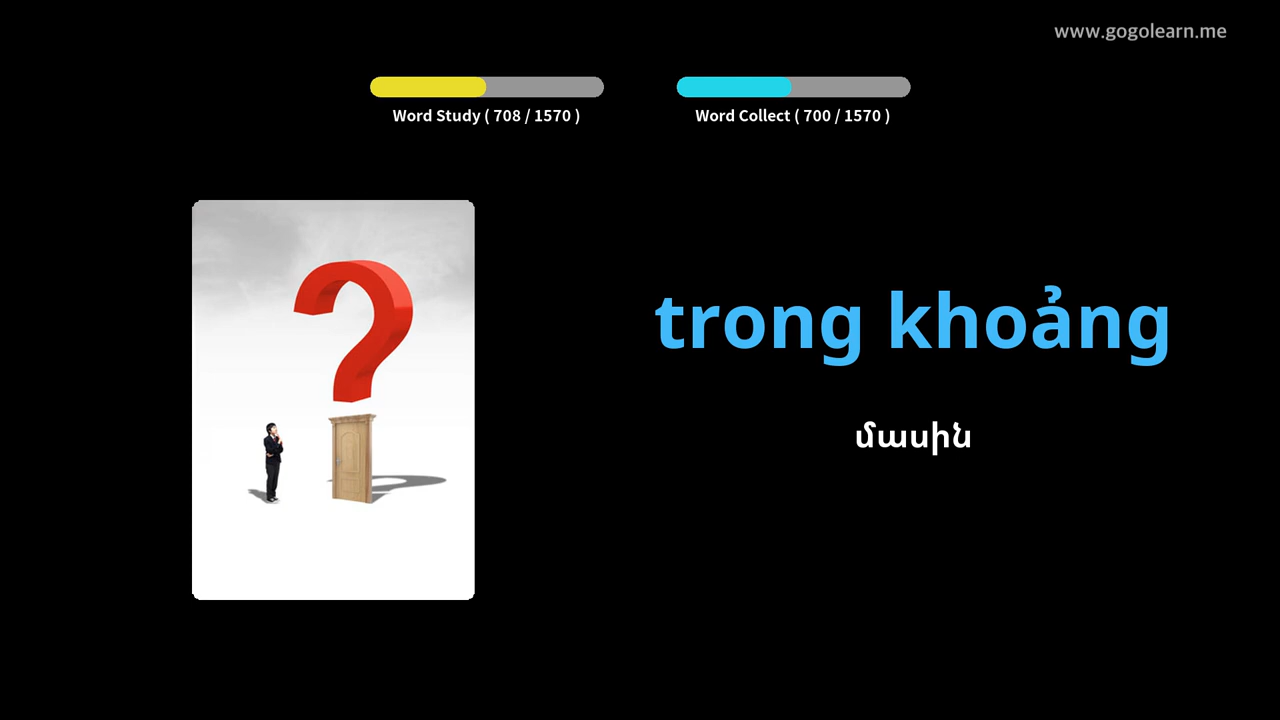 www.gogolearn.me
Word Study ( 708 / 1570 )
Word Collect ( 700 / 1570 )
trong khoảng
մասին